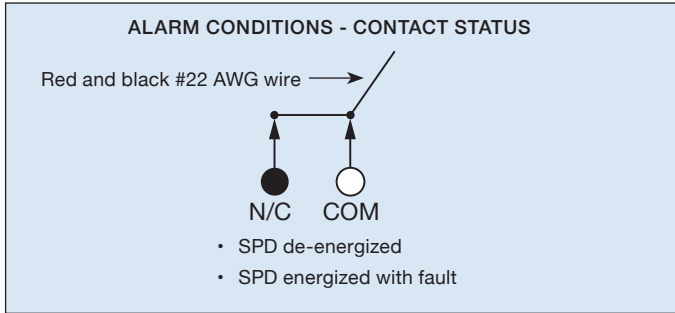 ALARM CONDITIONS - CONTACT STATUS
Red and black #22 AWG wire
N/C COM
• SPD de-energized
• SPD energized with fault